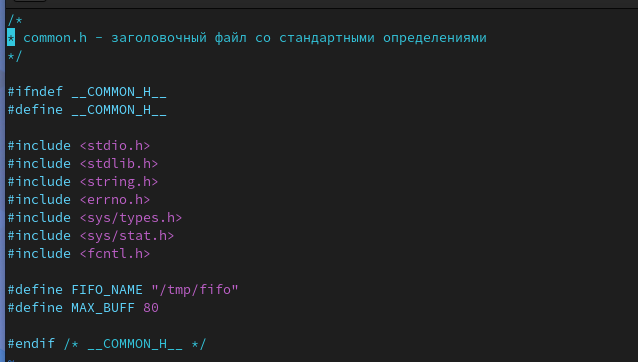 /*
* common.h - заголовочный файл со стандартными определениями
*/
#ifndef __COMMON_H__
#define __COMMON_H__
#include <stdio.h>
#include <stdlib.h>
#include <string.h>
#include <errno.h>
#include <sys/types.h>
#include <sys/stat.h>
#include <fcntl.h>
#define FIFO_NAME "/tmp/fifo"
#define MAX_BUFF 80
#endif /* __COMMON_H__ */